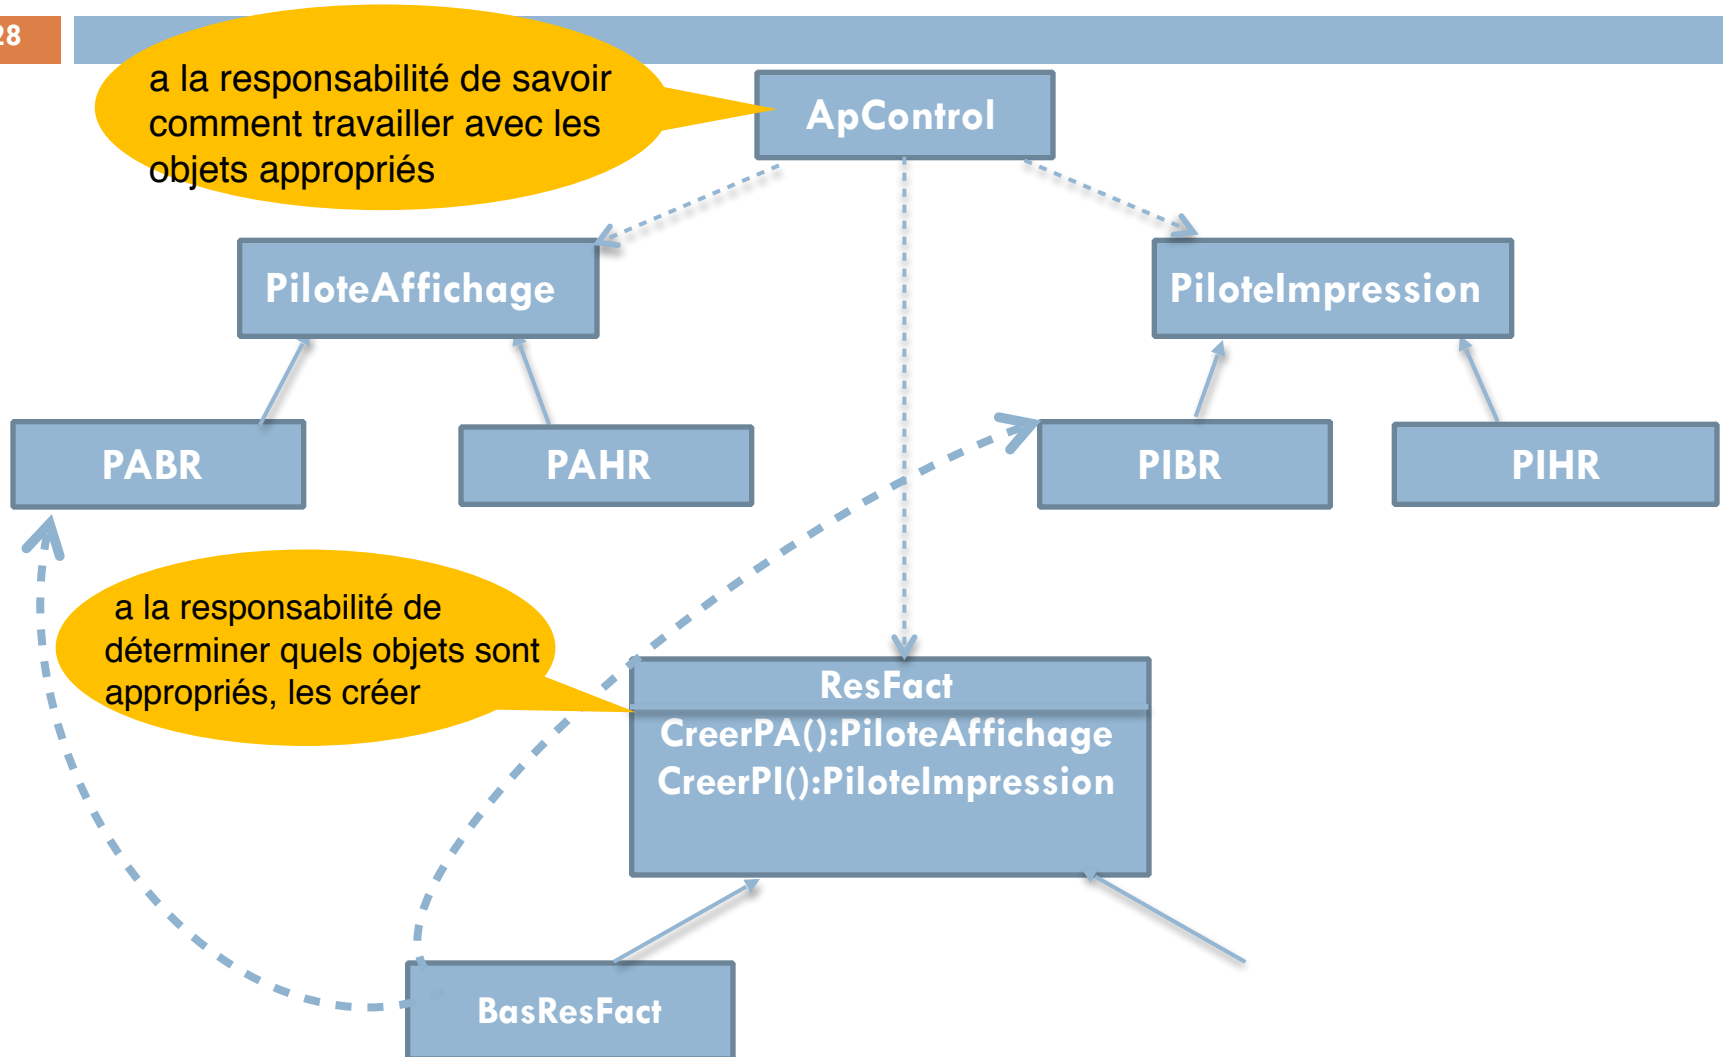 28
a la responsabilité de savoir
comment travailler avec les
objets appropriés
ApControl
PiloteAffichage
PiloteImpression
PABR
PAHR
PIBR
PIHR
a la responsabilité de
déterminer quels objets sont
appropriés, les créer
ResFact
CreerPA():PiloteAffichage
CreerPI():PiloteImpression
BasResFact